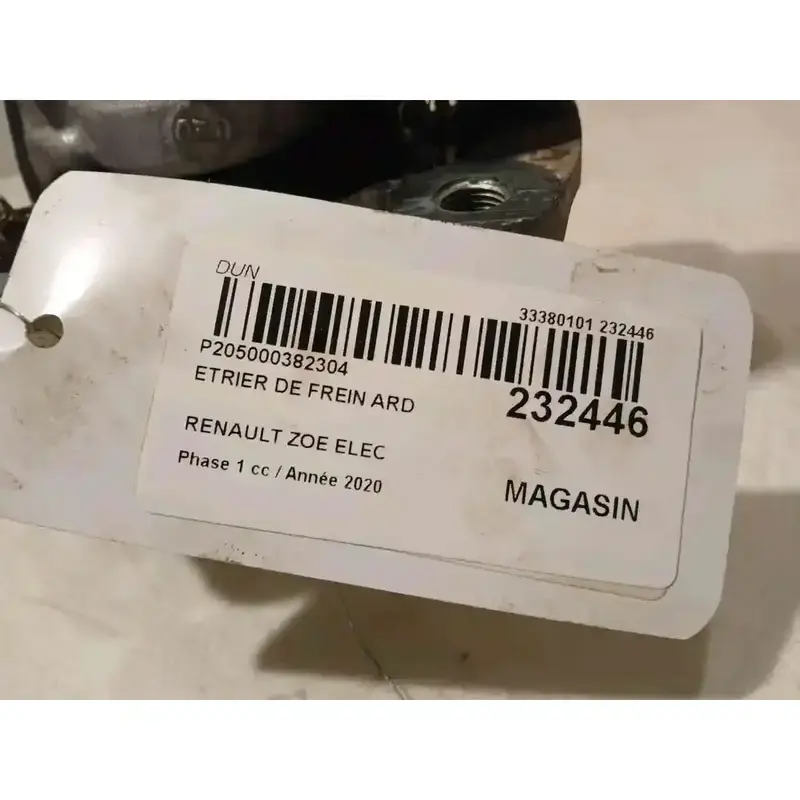 DUN
33380101 232446
P205000382304
ETRIER DE FREIN ARD
232446
RENAULT ZOE ELEC
Phase 1 cc / Année 2020
MAGASIN